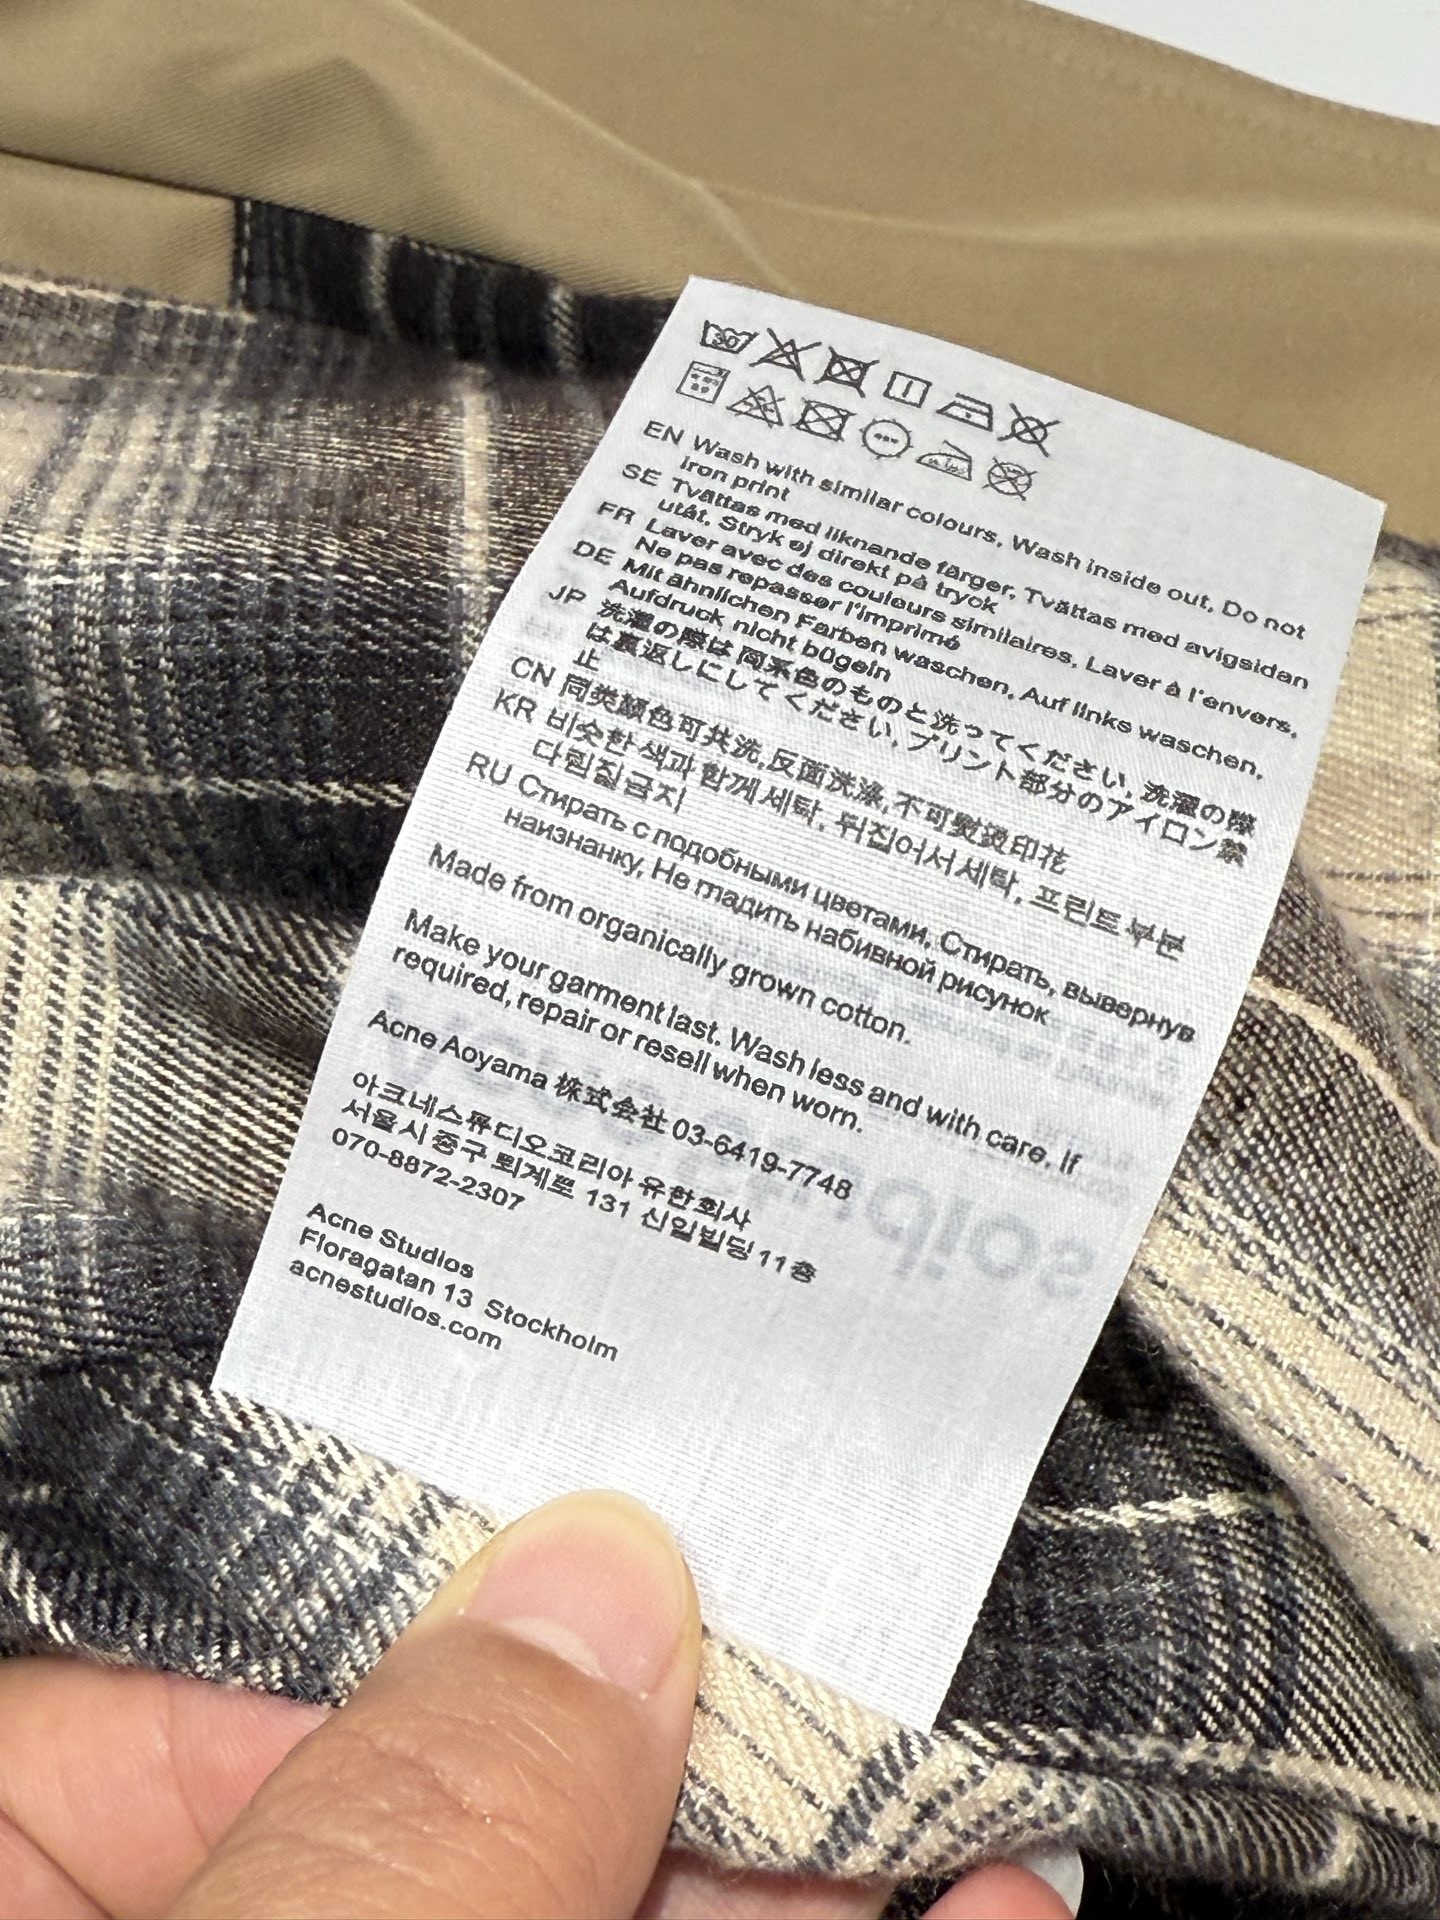 30
EN Wash with similar colours. Wash inside out. Do not
iron print
SE Tvättas med liknande färger. Tvättas med avigsidan
utåt. Stryk ej direkt på tryck
FR Laver avec des couleurs similaires. Laver à l'envers.
Ne pas repasser l'imprimé
DE Mit ähnlichen Farben waschen. Auf links waschen.
Aufdruck nicht bügeln
JP 洗濯の際は 同系色のものと洗ってください, 洗濯の際
は裏返しにしてください, プリント部分のアイロン禁
止
CN 同类颜色可共洗,反面洗涤,不可熨烫印花
KR 비슷한 색과 함께 세탁, 뒤집어서 세탁, 프린트 부분
다림질금지
RU Стирать с подобными цветами. Стирать, вывернув
наизнанку. Не гладить набивной рисунок
Made from organically grown cotton.
Make your garment last. Wash less and with care. If
required, repair or resell when worn.
Acne Aoyama 株式会社 03-6419-7748
아크네스튜디오코리아 유한회사
서울시 중구 퇴계로 131 신일빌딩 11층
070-8872-2307
Acne Studios
Floragatan 13 Stockholm
acnestudios.com